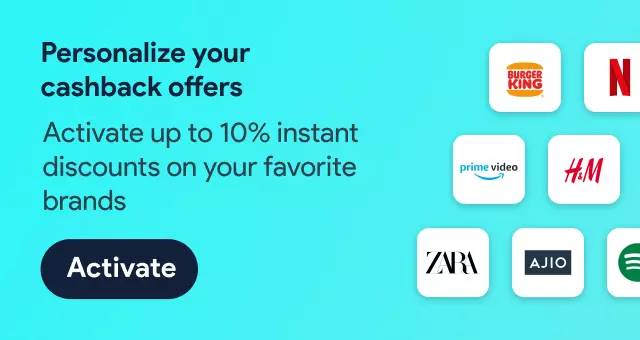 Personalize your
cashback offers
Activate up to 10% instant
discounts on your favorite
brands
Activate
BURGER
KING
N
prime video
H&M
ZARA
AJIO